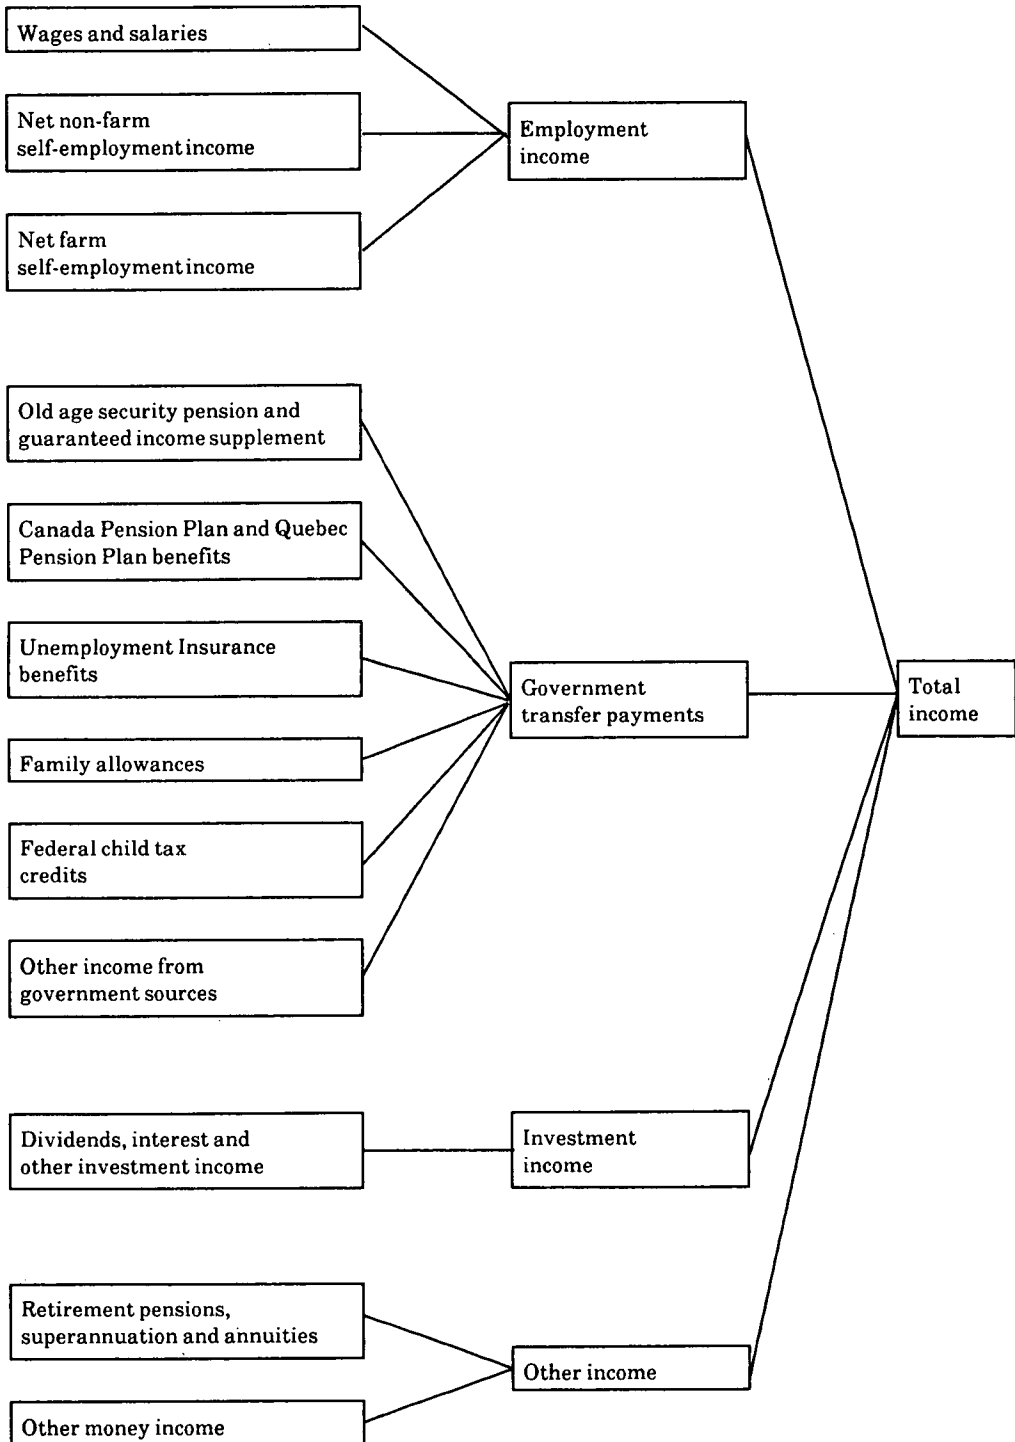 Wages and salaries
Net non-farm
self-employment income
Net farm
self-employment income
Employment
income
Old age security pension and
guaranteed income supplement
Canada Pension Plan and Quebec
Pension Plan benefits
Unemployment Insurance
benefits
Family allowances
Federal child tax
credits
Other income from
government sources
Government
transfer payments
Total
income
Dividends, interest and
other investment income
Investment
income
Retirement pensions,
superannuation and annuities
Other money income
Other income